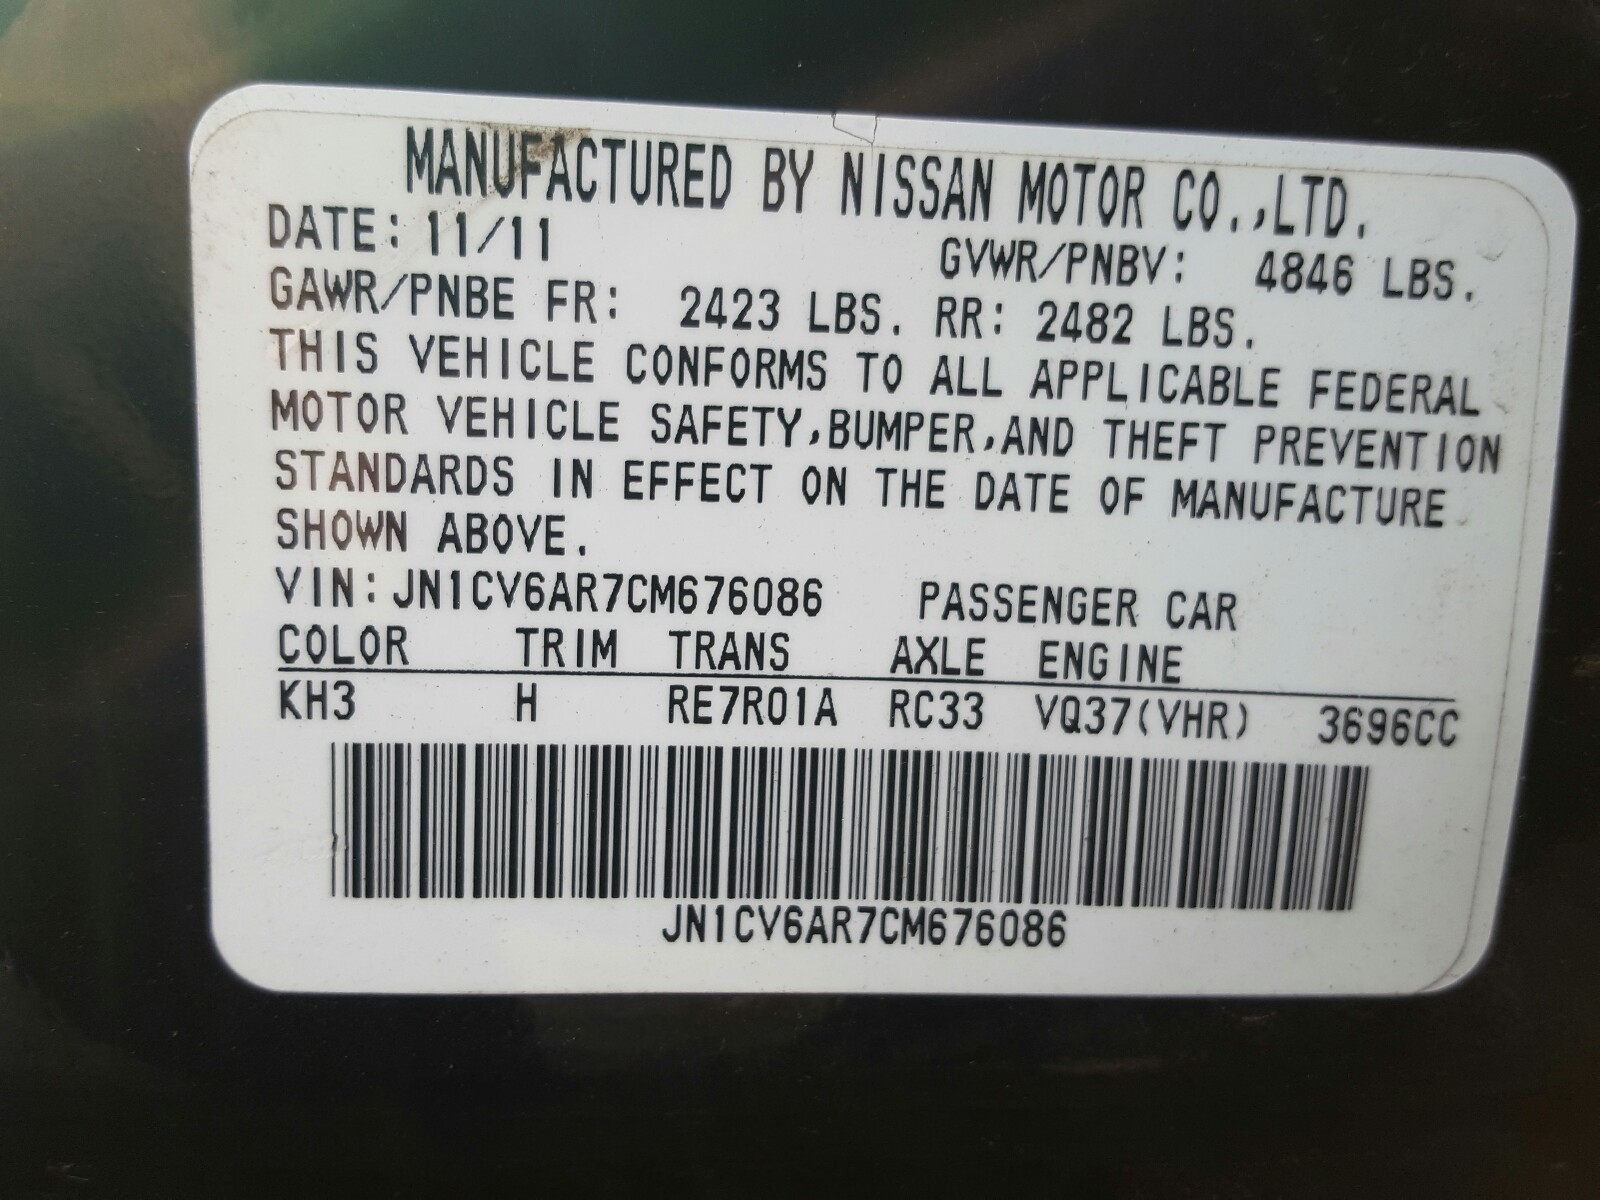 MANUFACTURED BY NISSAN MOTOR CO.,LTD.
DATE: 11/11 GVWR/PNBV: 4846 LBS.
GAWR/PNBE FR: 2423 LBS. RR: 2482 LBS.
THIS VEHICLE CONFORMS TO ALL APPLICABLE FEDERAL
MOTOR VEHICLE SAFETY,BUMPER,AND THEFT PREVENTION
STANDARDS IN EFFECT ON THE DATE OF MANUFACTURE
SHOWN ABOVE.
VIN:JN1CV6AR7CM676086 PASSENGER CAR
COLOR TRIM TRANS AXLE ENGINE
KH3 H RE7R01A RC33 VQ37(VHR) 3696CC
JN1CV6AR7CM676086